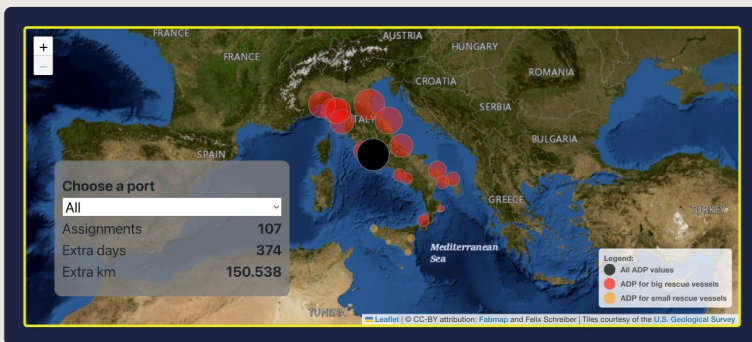 FRANCE
AUSTRIA
HUNGARY
FRANCE
ROMANIA
CROATIA
SERBIA
ITALY
BULGARIA
SPAIN
GREECE
TURKEY
Mediterranean
Sea
TUNISIA
+
−
Choose a port
All
Assignments 107
Extra days 374
Extra km 150.538
Legend:
All ADP values
ADP for big rescue vessels
ADP for small rescue vessels
Leaflet | © CC-BY attribution: Fabmap and Felix Schreiber | Tiles courtesy of the U.S. Geological Survey